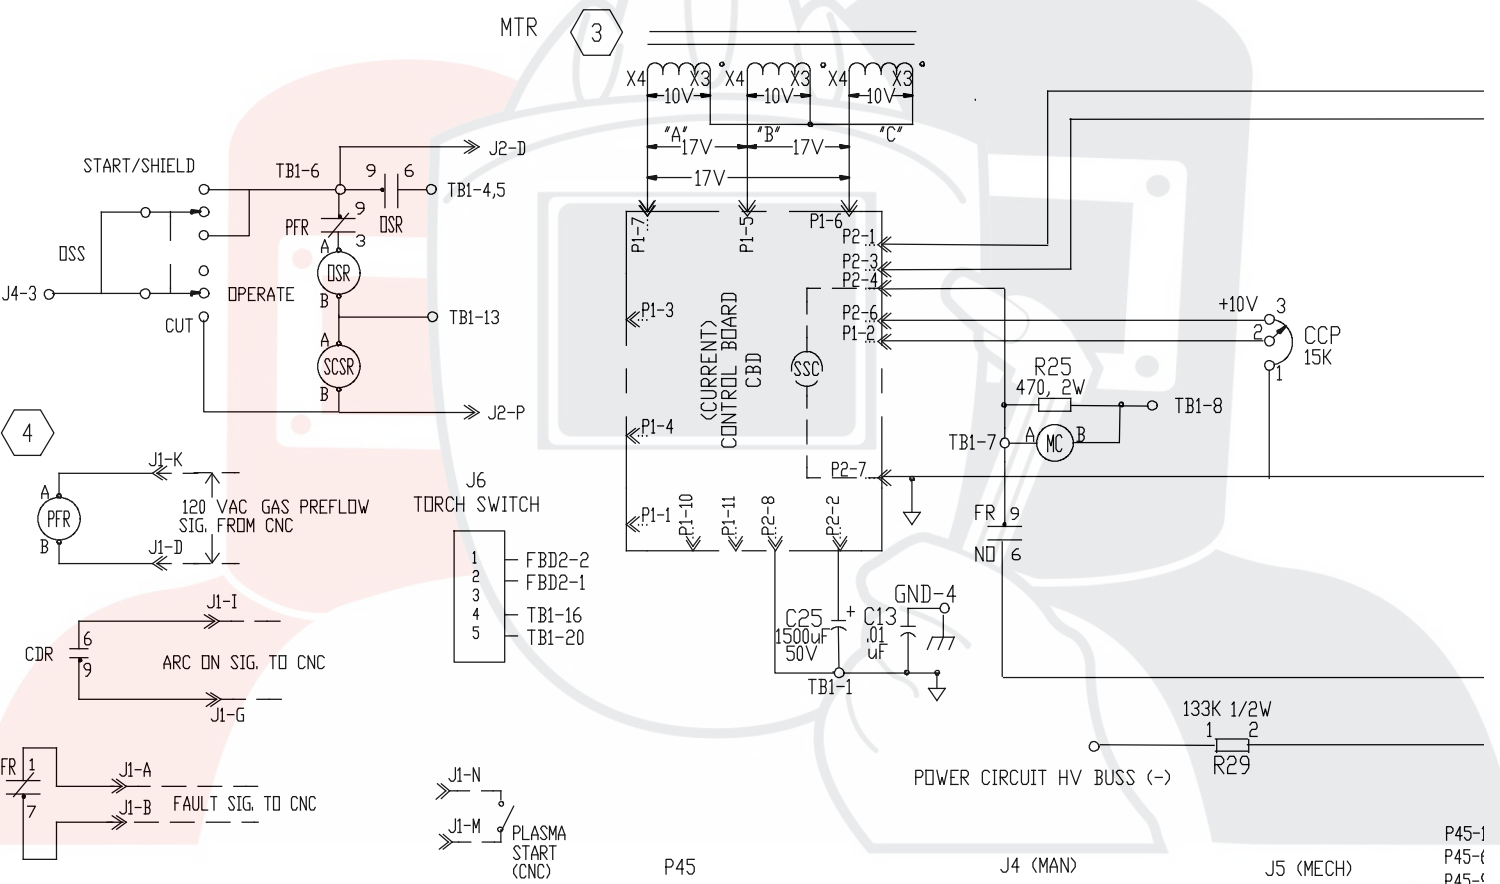 MTR 3
X4 X3 X4 X3 X4 X3
10V 10V 10V
"A" "B" "C"
17V 17V
17V
J2-D
START/SHIELD
TB1-6 9 6 TB1-4,5
OSR
9
PFR
3
A
OSR
B
OSS
J4-3
OPERATE
CUT
TB1-13
A
SCSR
B
J2-P
P1-7 P1-5 P1-6
P2-1
P2-3
P2-4
P2-6
P1-2
P1-3
(CURRENT)
CONTROL BOARD
CBD
SSC
P1-4
P2-7
P1-1
P1-10 P1-11 P2-8 P2-2
+10V 3
2
1
CCP
15K
R25
470, 2W
TB1-8
TB1-7 A MC B
FR 9
NO 6
4
J1-K
A
PFR
B
J1-D
120 VAC GAS PREFLOW
SIG. FROM CNC
J6
TORCH SWITCH
1 FBD2-2
2 FBD2-1
3
4 TB1-16
5 TB1-20
J1-I
6
CDR
9
ARC ON SIG. TO CNC
J1-G
C25
1500uF
50V
+
C13
.01
uF
GND-4
TB1-1
133K 1/2W
1 2
R29
POWER CIRCUIT HV BUSS (-)
FR 1
7
J1-A
J1-B
FAULT SIG. TO CNC
J1-N
J1-M
PLASMA
START
(CNC)
P45
J4 (MAN)
J5 (MECH)
P45-1